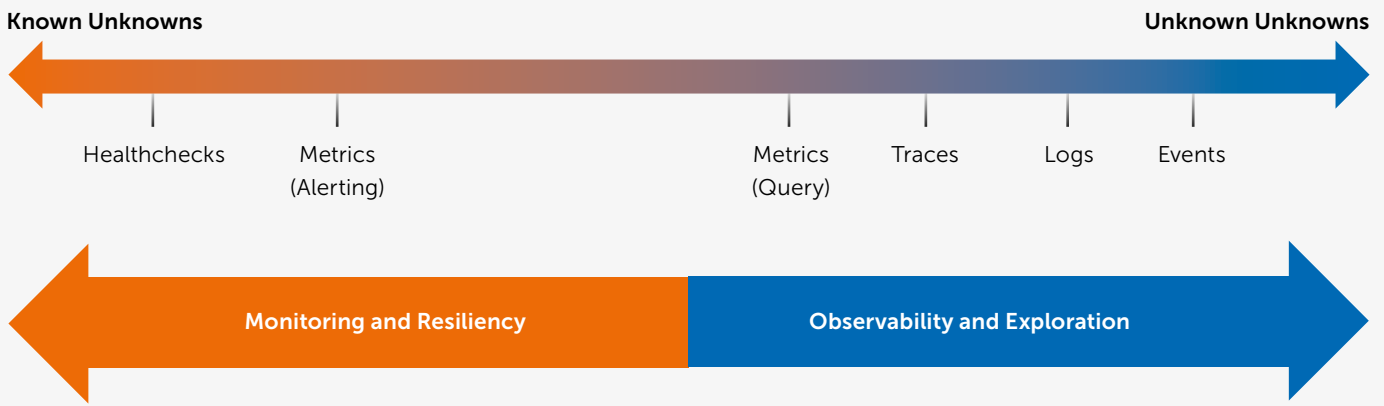 Known Unknowns
Unknown Unknowns
Healthchecks
Metrics
(Alerting)
Metrics
(Query)
Traces
Logs
Events
Monitoring and Resiliency
Observability and Exploration